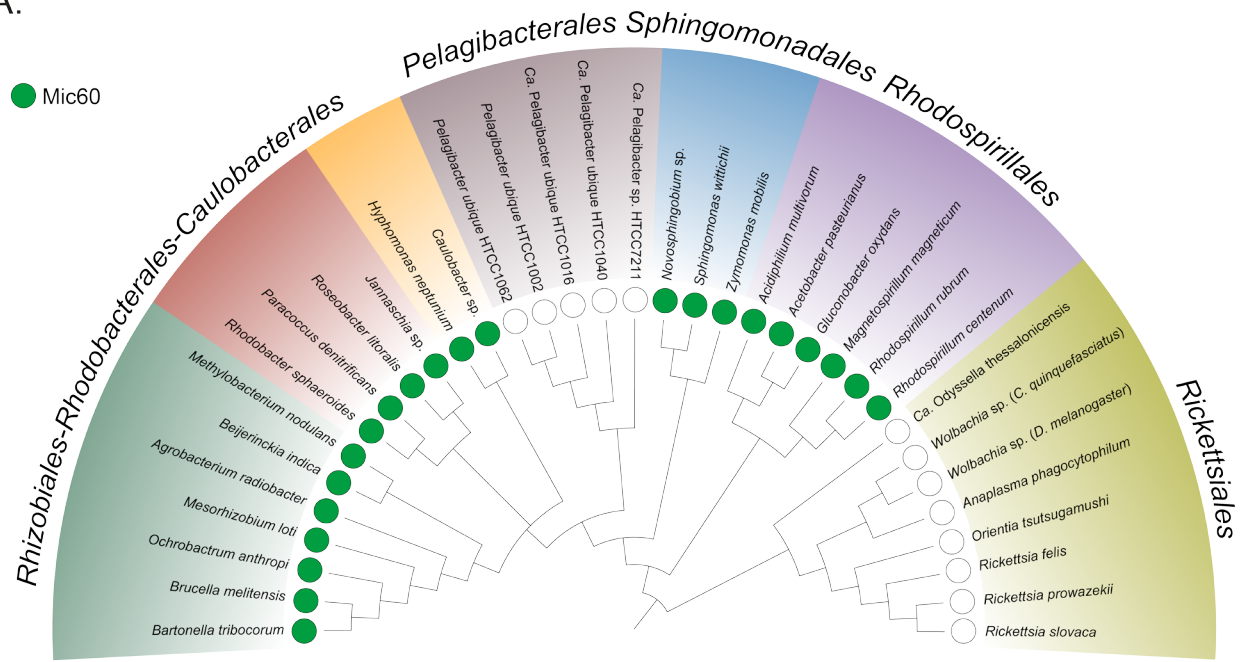 A.
Mic60
Rhizobiales-Rhodobacterales-Caulobacterales
Pelagibacterales
Sphingomonadales
Rhodospirillales
Rickettsiales
Bartonella tribocorum
Brucella melitensis
Ochrobactrum anthropi
Mesorhizobium loti
Agrobacterium radiobacter
Beijerinckia indica
Methylobacterium nodulans
Rhodobacter sphaeroides
Paracoccus denitrificans
Roseobacter litoralis
Jannaschia sp.
Hyphomonas neptunium
Caulobacter sp.
Pelagibacter ubique HTCC1062
Pelagibacter ubique HTCC1002
Ca. Pelagibacter ubique HTCC1016
Ca. Pelagibacter ubique HTCC1040
Ca. Pelagibacter sp. HTCC7211
Novosphingobium sp.
Sphingomonas wittichii
Zymomonas mobilis
Acidiphilium multivorum
Acetobacter pasteurianus
Gluconobacter oxydans
Magnetospirillum magneticum
Rhodospirillum rubrum
Rhodospirillum centenum
Ca. Odyssella thessalonicensis
Wolbachia sp. (C. quinquefasciatus)
Wolbachia sp. (D. melanogaster)
Anaplasma phagocytophilum
Orientia tsutsugamushi
Rickettsia felis
Rickettsia prowazekii
Rickettsia slovaca